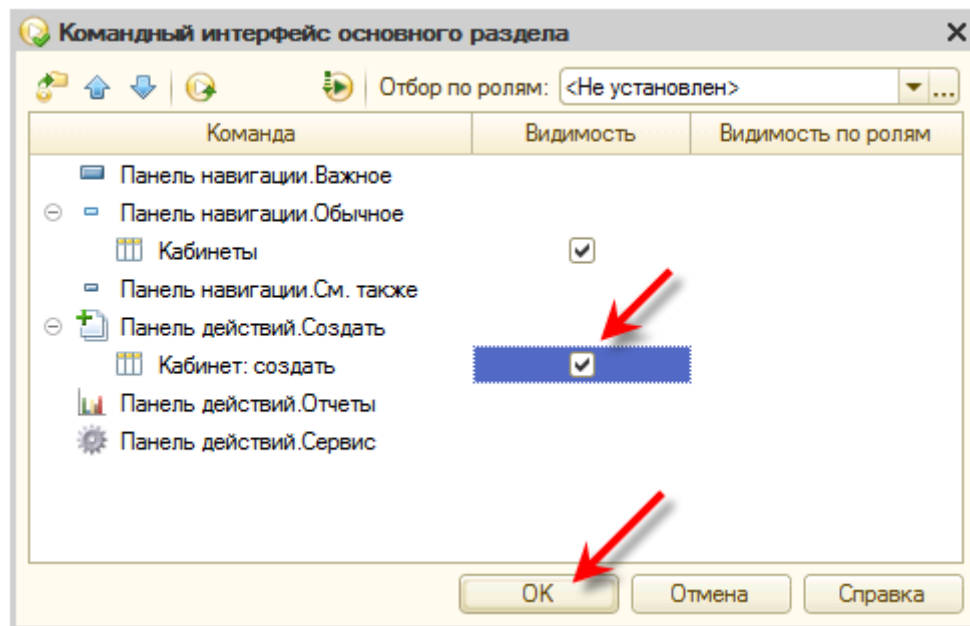 Командный интерфейс основного раздела
Отбор по ролям: <Не установлен>
Команда Видимость Видимость по ролям
Панель навигации.Важное
Панель навигации.Обычное
Кабинеты
Панель навигации.См. также
Панель действий.Создать
Кабинет: создать
Панель действий.Отчеты
Панель действий.Сервис
OK Отмена Справка